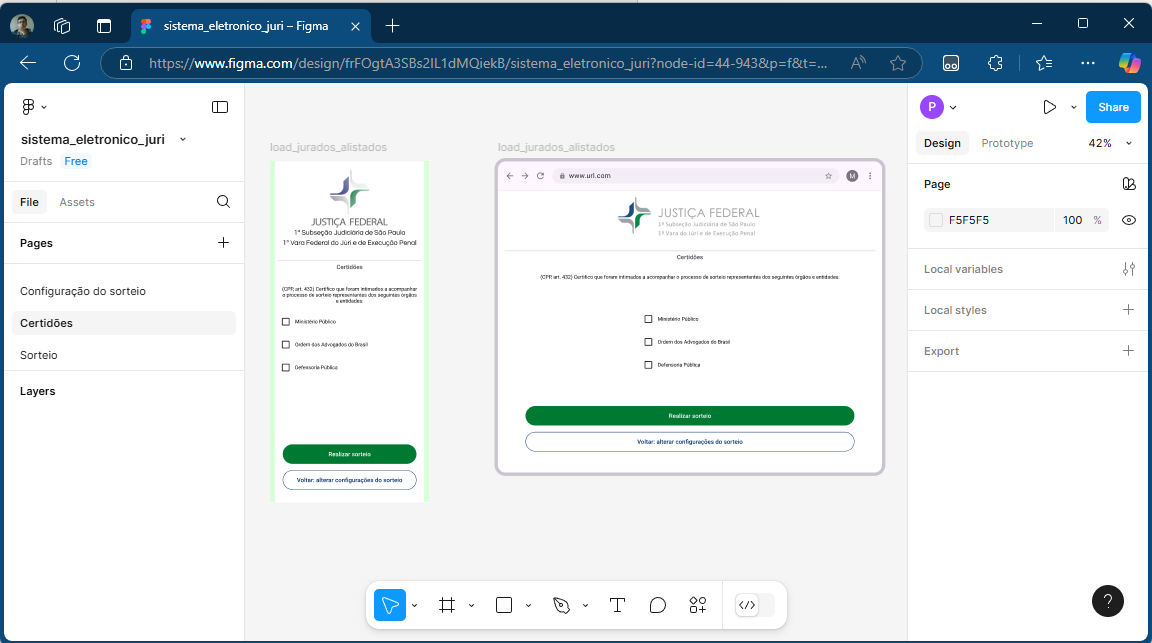 sistema_eletronico_juri – Figma
https://www.figma.com/design/frFOgtA3SBs2IL1dMQiekB/sistema_eletronico_juri?node-id=44-943&p=f&t=...
sistema_eletronico_juri
Drafts Free
File Assets
Pages
Configuração do sorteio
Certidões
Sorteio
Layers
load_jurados_alistados
JUSTIÇA FEDERAL
1ª Subseção Judiciária de São Paulo
1ª Vara Federal do Júri e de Execução Penal
Certidões
(CPP, art. 432) Certifico que foram intimados a acompanhar
o processo de sorteio representantes dos seguintes órgãos
e entidades:
Ministério Público
Ordem dos Advogados do Brasil
Defensoria Pública
Realizar sorteio
Voltar: alterar configurações do sorteio
load_jurados_alistados
www.url.com
M
JUSTIÇA FEDERAL
1ª Subseção Judiciária de São Paulo
1ª Vara do Júri e de Execução Penal
Certidões
(CPP, art. 432) Certifico que foram intimados a acompanhar o processo de sorteio representantes dos seguintes órgãos e entidades:
Ministério Público
Ordem dos Advogados do Brasil
Defensoria Pública
Realizar sorteio
Voltar: alterar configurações do sorteio
P
Share
Design Prototype 42%
Page
F5F5F5 100 %
Local variables
Local styles
Export
?